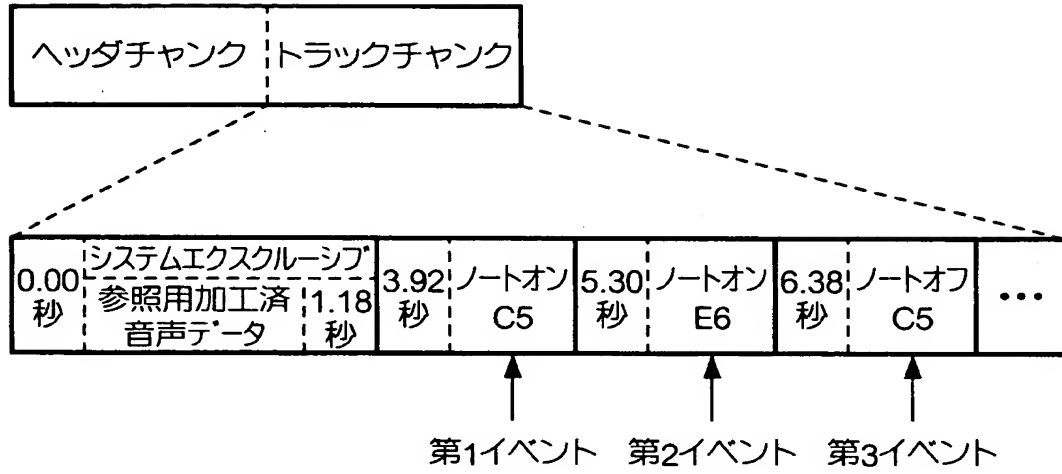 ヘッダチャンク
トラックチャンク
0.00
秒
システムエクスクルーシブ
参照用加工済
音声データ
1.18
秒
3.92
秒
ノートオン
C5
5.30
秒
ノートオン
E6
6.38
秒
ノートオフ
C5
•••
第1イベント
第2イベント
第3イベント